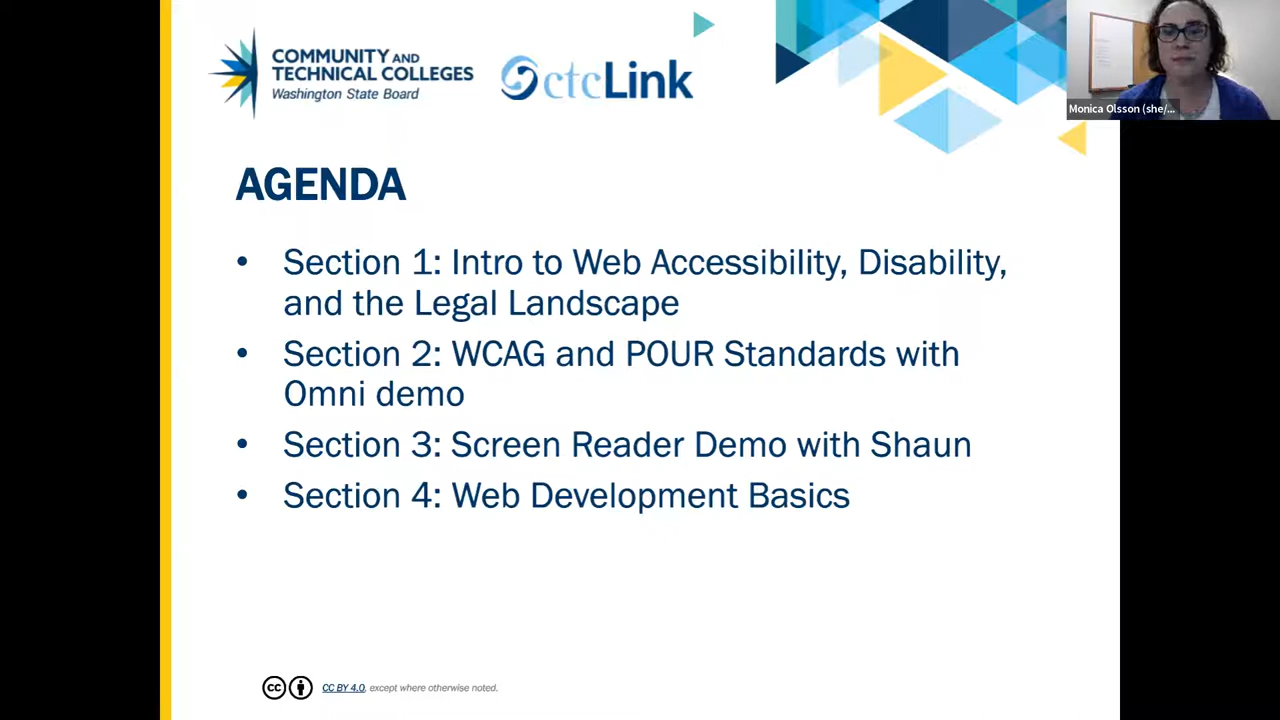 COMMUNITY AND
TECHNICAL COLLEGES
Washington State Board
ctcLink
Monica Olsson (she/...
AGENDA
• Section 1: Intro to Web Accessibility, Disability,
and the Legal Landscape
• Section 2: WCAG and POUR Standards with
Omni demo
• Section 3: Screen Reader Demo with Shaun
• Section 4: Web Development Basics
cc CC BY 4.0, except where otherwise noted.